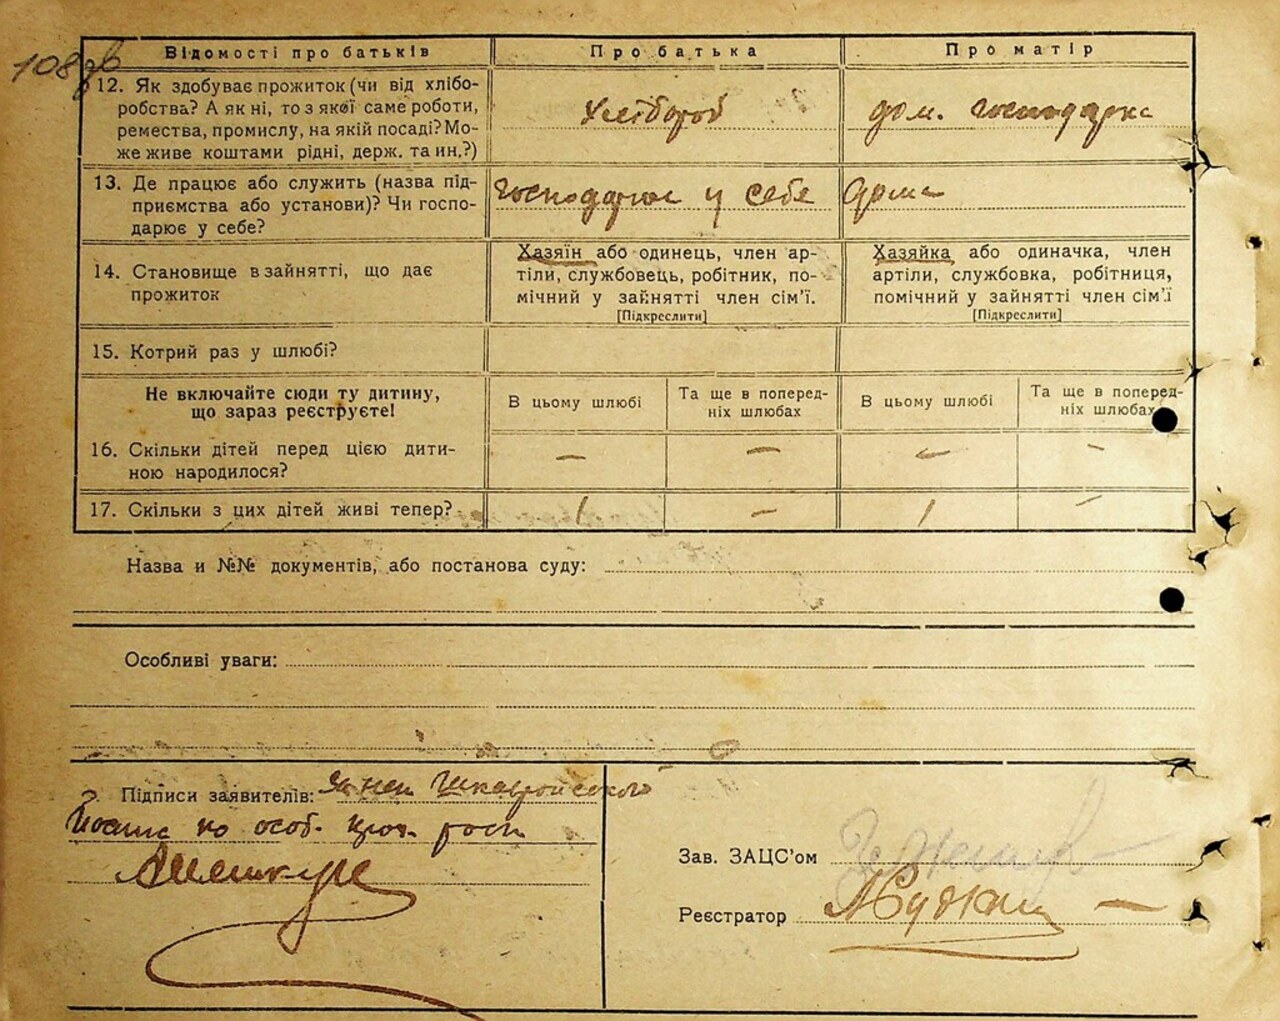 108 зв
Відомості про батьків
Про батька
Про матір
12. Як здобуває прожиток (чи від хлібо-
робства? А як ні, то з якої саме роботи,
ремества, промислу, на якій посаді? Мо-
же живе коштами рідні, держ. та ин.?)
Хлібороб
дом. господарка
13. Де працює або служить (назва під-
приємства або установи)? Чи госпо-
дарює у себе?
Господарює у себе
Дома
14. Становище в зайнятті, що дає
прожиток
Хазяїн або одинець, член ар-
тіли, службовець, робітник, по-
мічний у зайнятті член сім'ї.
[Підкреслити]
Хазяйка або одиначка, член
артіли, службовка, робітниця,
помічний у зайнятті член сім'ї
[Підкреслити]
15. Котрий раз у шлюбі?
Не включайте сюди ту дитину,
що зараз реєструєте!
В цьому шлюбі
Та ще в поперед-
ніх шлюбах
В цьому шлюбі
Та ще в поперед-
ніх шлюбах
16. Скільки дітей перед цією дити-
ною народилося?
— — — —
17. Скільки з цих дітей живі тепер?
1 — 1 —
Назва и №№ документів, або постанова суду:
Особливі уваги:
Підписи заявителів:
по особ.
Зав. ЗАЦС'ом
Реєстратор